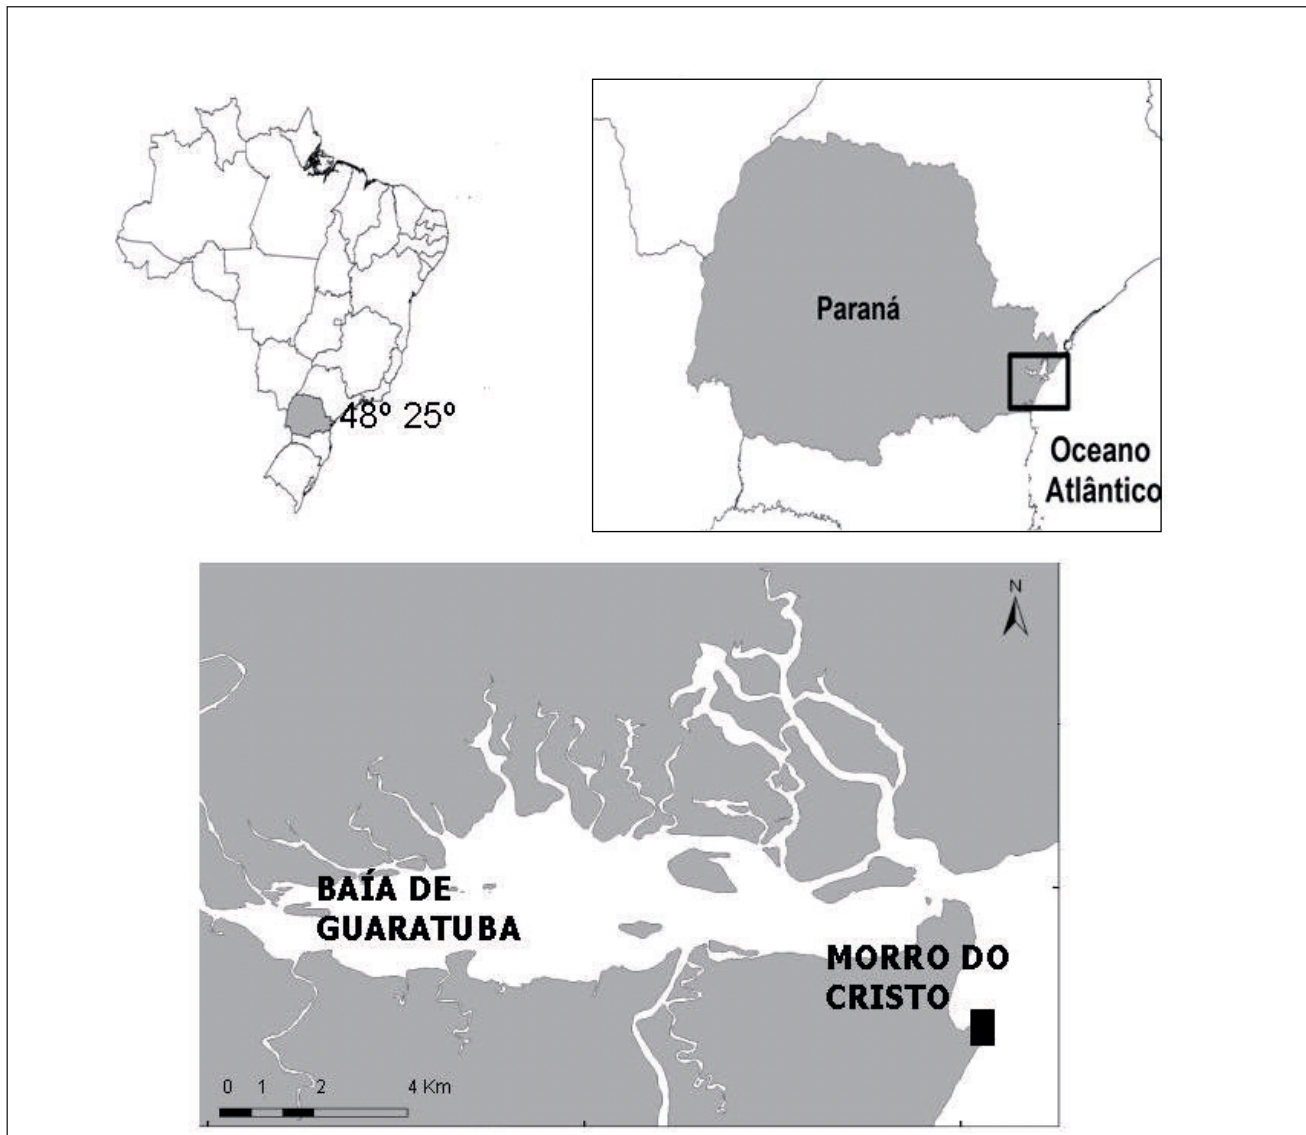 48º 25º
Paraná
Oceano
Atlântico
N
BAÍA DE
GUARATUBA
MORRO DO
CRISTO
0 1 2 4 Km